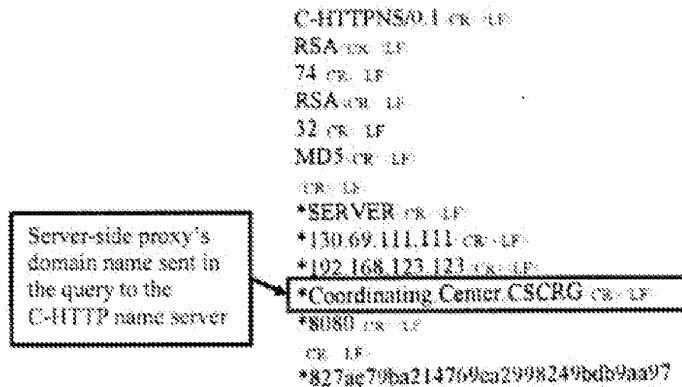 C-HTTPNS/0.1 CR LF
RSA CR LF
74 CR LF
RSA CR LF
32 CR LF
MD5 CR LF
CR LF
*SERVER CR LF
*130.69.111.111 CR LF
*192.168.123.123 CR LF
*Coordinating.Center.CSCRG CR LF
*8080 CR LF
CR LF
*827ae79ba214769ea2998249bdb9aa97
Server-side proxy's
domain name sent in
the query to the
C-HTTP name server